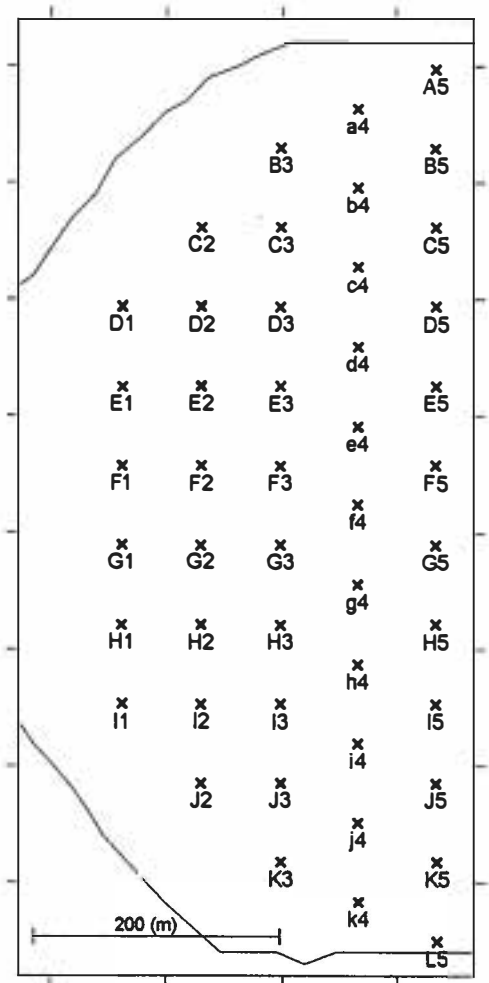 A5
a4
B3 B5
b4
C2 C3 C5
c4
D1 D2 D3 D5
d4
E1 E2 E3 E5
e4
F1 F2 F3 F5
f4
G1 G2 G3 G5
g4
H1 H2 H3 H5
h4
I1 I2 I3 I5
i4
J2 J3 J5
j4
K3 K5
k4
200 (m)
L5